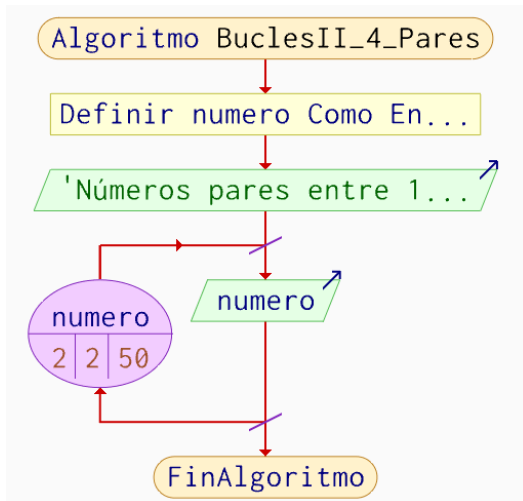 Algoritmo BuclesII_4_Pares
Definir numero Como En...
'Números pares entre 1...
numero
numero
2 2 50
FinAlgoritmo